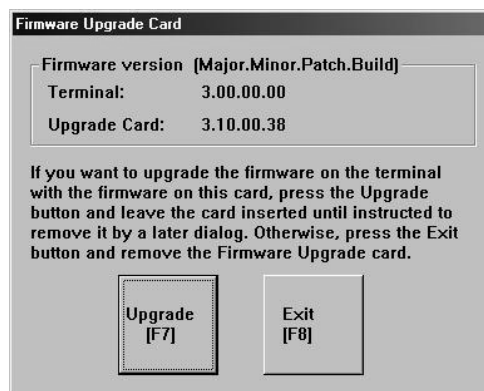 Firmware Upgrade Card
Firmware version (Major.Minor.Patch.Build)
Terminal: 3.00.00.00
Upgrade Card: 3.10.00.38
If you want to upgrade the firmware on the terminal
with the firmware on this card, press the Upgrade
button and leave the card inserted until instructed to
remove it by a later dialog. Otherwise, press the Exit
button and remove the Firmware Upgrade card.
Upgrade
[F7]
Exit
[F8]